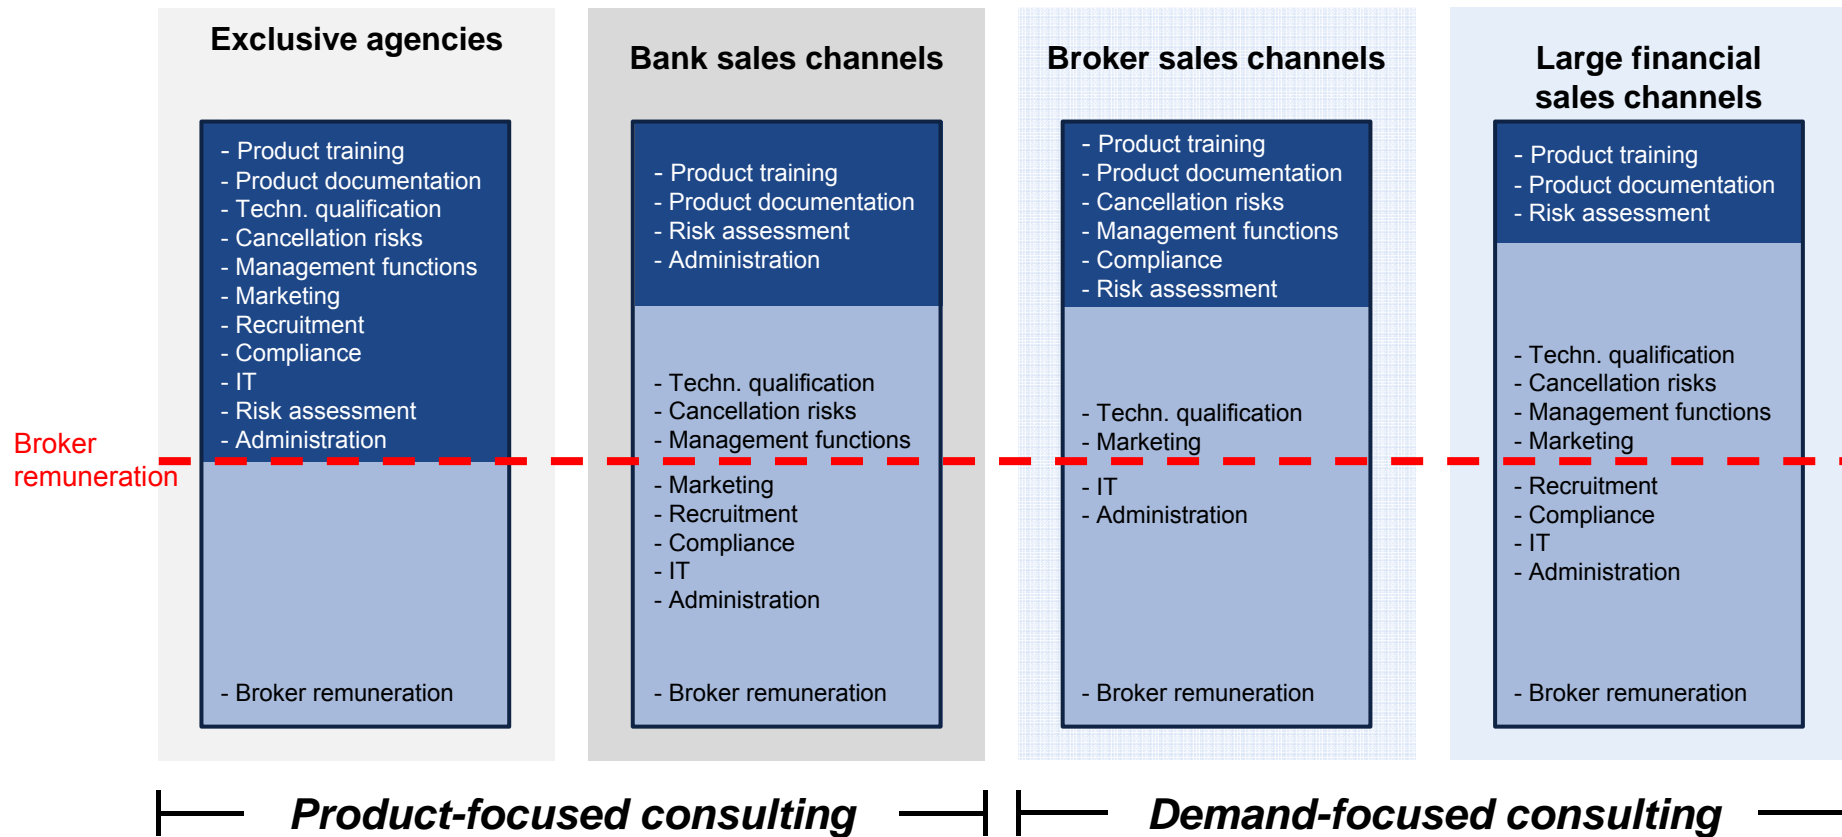 Exclusive agencies
- Product training
- Product documentation
- Techn. qualification
- Cancellation risks
- Management functions
- Marketing
- Recruitment
- Compliance
- IT
- Risk assessment
- Administration
- Broker remuneration
Bank sales channels
- Product training
- Product documentation
- Risk assessment
- Administration
- Techn. qualification
- Cancellation risks
- Management functions
- Marketing
- Recruitment
- Compliance
- IT
- Administration
- Broker remuneration
Broker sales channels
- Product training
- Product documentation
- Cancellation risks
- Management functions
- Compliance
- Risk assessment
- Techn. qualification
- Marketing
- IT
- Administration
- Broker remuneration
Large financial
sales channels
- Product training
- Product documentation
- Risk assessment
- Techn. qualification
- Cancellation risks
- Management functions
- Marketing
- Recruitment
- Compliance
- IT
- Administration
- Broker remuneration
Broker
remuneration
Product-focused consulting
Demand-focused consulting